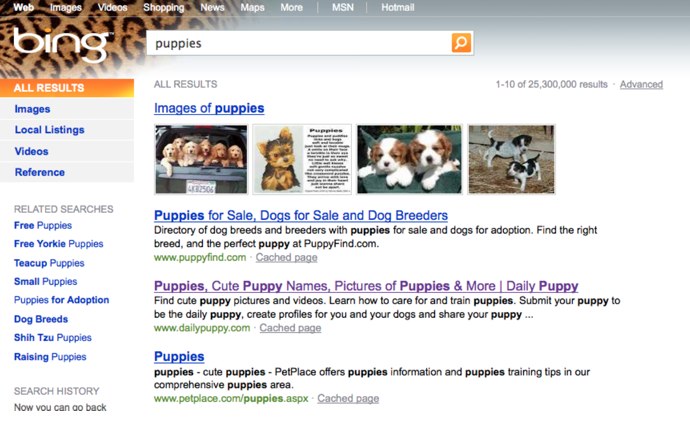 Web Images Videos Shopping News Maps More | MSN | Hotmail
bing™
puppies
ALL RESULTS
Images
Local Listings
Videos
Reference
RELATED SEARCHES
Free Puppies
Free Yorkie Puppies
Teacup Puppies
Small Puppies
Puppies for Adoption
Dog Breeds
Shih Tzu Puppies
Raising Puppies
SEARCH HISTORY
Now you can go back
ALL RESULTS
1-10 of 25,300,000 results · Advanced
Images of puppies
Puppies
Puppies for Sale, Dogs for Sale and Dog Breeders
Directory of dog breeds and breeders with puppies for sale and dogs for adoption. Find the right
breed, and the perfect puppy at PuppyFind.com.
www.puppyfind.com · Cached page
Puppies, Cute Puppy Names, Pictures of Puppies & More | Daily Puppy
Find cute puppy pictures and videos. Learn how to care for and train puppies. Submit your puppy to
be the daily puppy, create profiles for you and your dogs and share your puppy ...
www.dailypuppy.com · Cached page
Puppies
puppies - cute puppies - PetPlace offers puppies information and puppies training tips in our
comprehensive puppies area.
www.petplace.com/puppies.aspx · Cached page